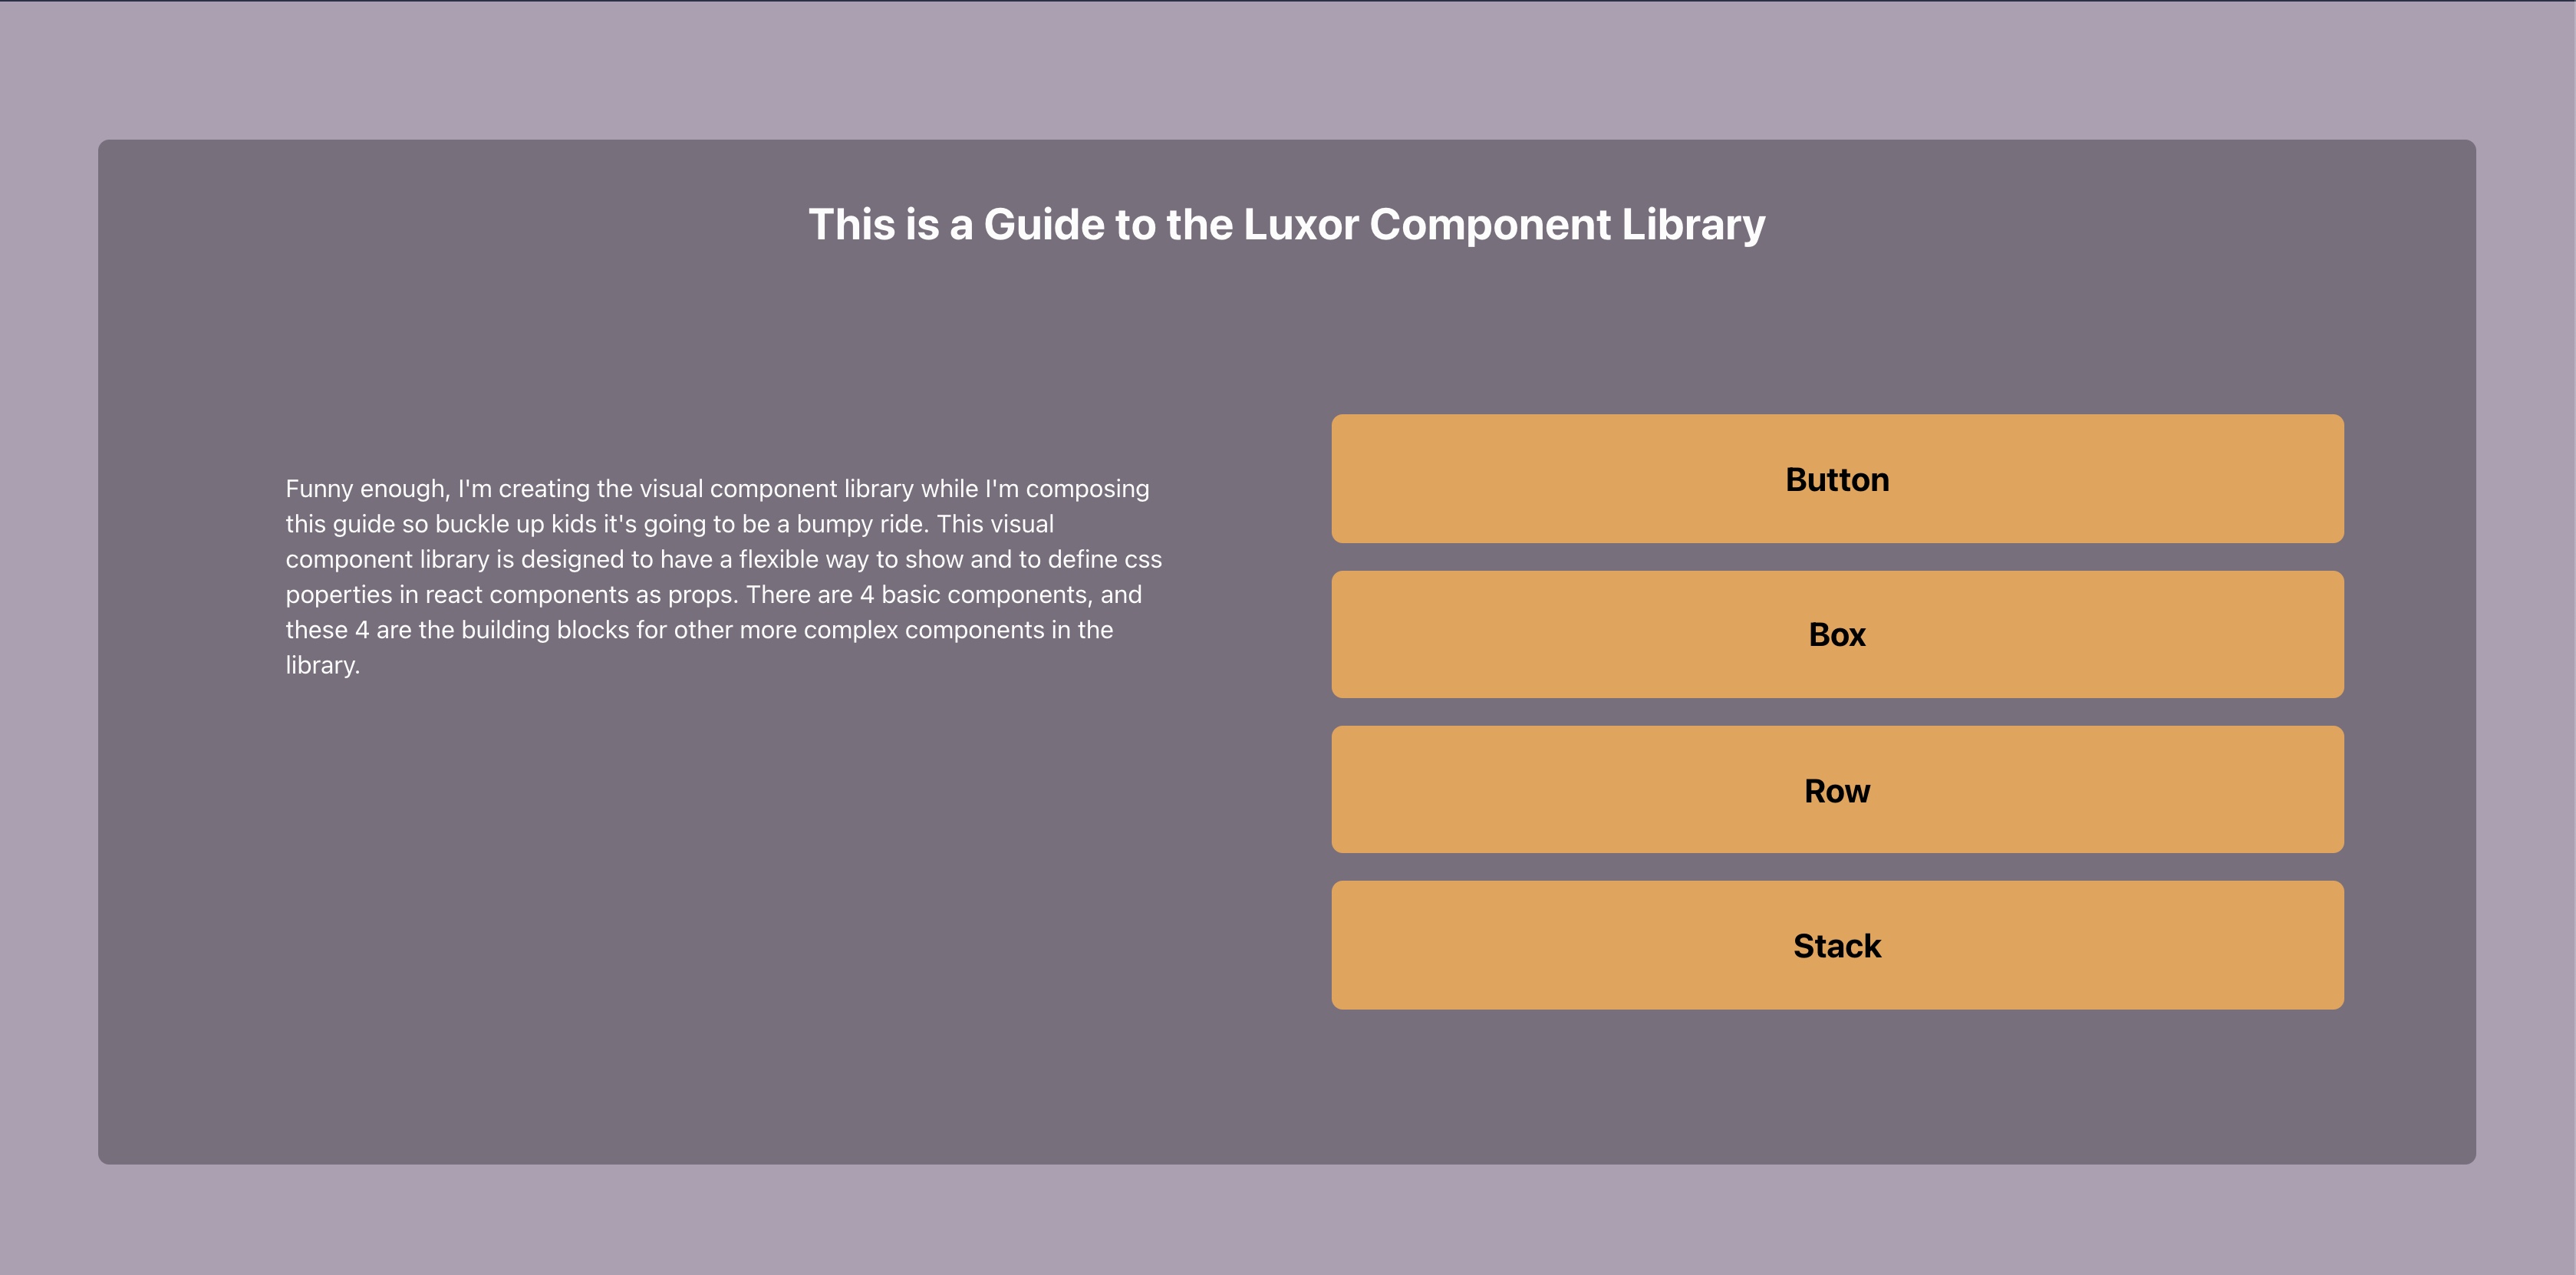 This is a Guide to the Luxor Component Library
Funny enough, I'm creating the visual component library while I'm composing
this guide so buckle up kids it's going to be a bumpy ride. This visual
component library is designed to have a flexible way to show and to define css
poperties in react components as props. There are 4 basic components, and
these 4 are the building blocks for other more complex components in the
library.
Button
Box
Row
Stack